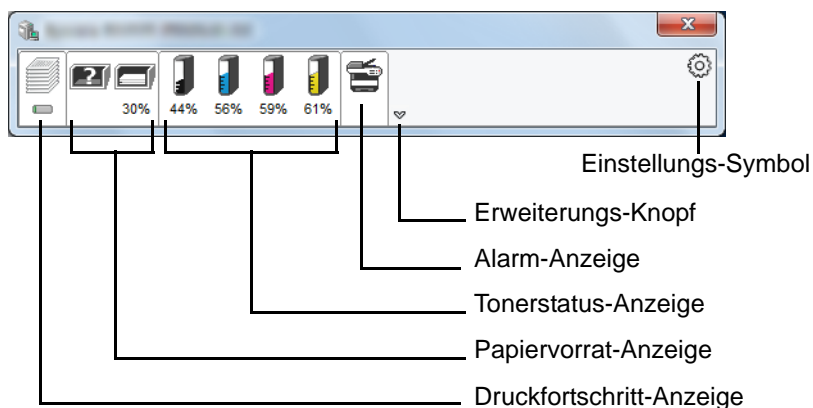 30% 44% 56% 59% 61%
Einstellungs-Symbol
Erweiterungs-Knopf
Alarm-Anzeige
Tonerstatus-Anzeige
Papiervorrat-Anzeige
Druckfortschritt-Anzeige